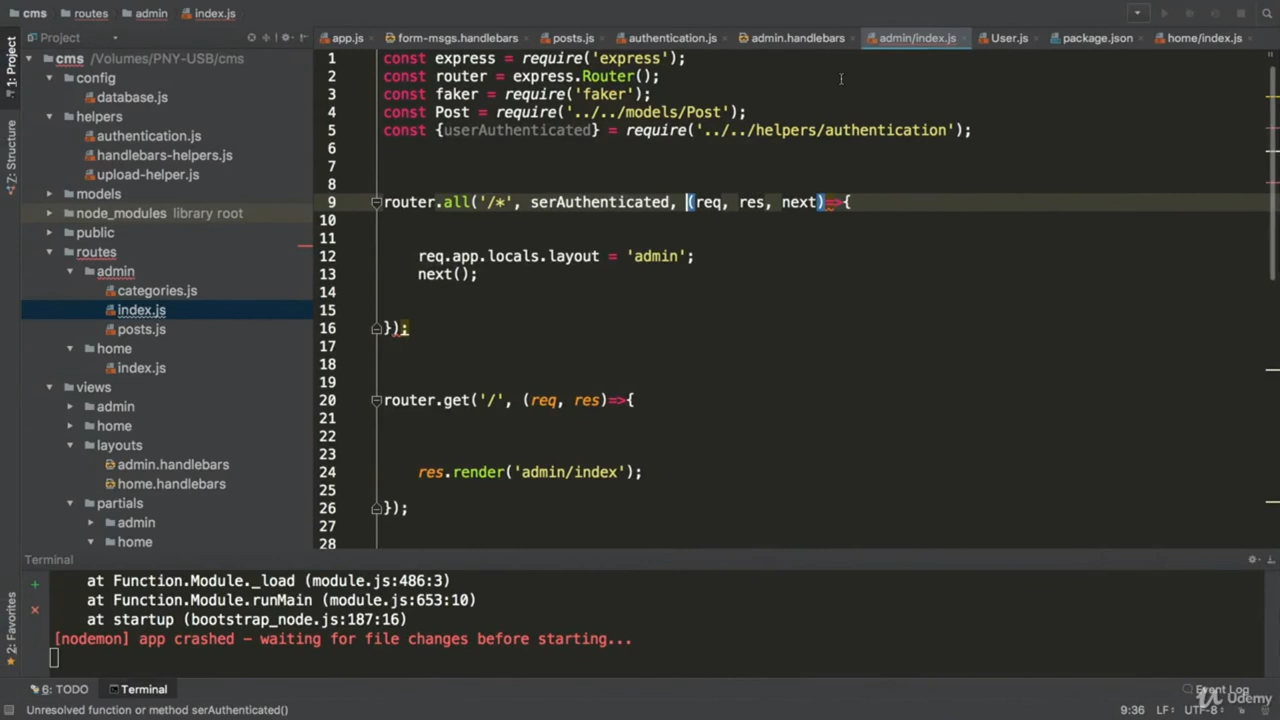 cms routes admin index.js
Project
app.js form-msgs.handlebars posts.js authentication.js admin.handlebars admin/index.js User.js package.json home/index.js
1: Project
7: Structure
2: Favorites
cms /Volumes/PNY-USB/cms
config
database.js
helpers
authentication.js
handlebars-helpers.js
upload-helper.js
models
node_modules library root
public
routes
admin
categories.js
index.js
posts.js
home
index.js
views
admin
home
layouts
admin.handlebars
home.handlebars
partials
admin
home
1 const express = require('express');
2 const router = express.Router();
3 const faker = require('faker');
4 const Post = require('../../models/Post');
5 const {userAuthenticated} = require('../../helpers/authentication');
6
7
8
9 router.all('/*', serAuthenticated, (req, res, next)=>{
10
11
12 req.app.locals.layout = 'admin';
13 next();
14
15
16 });
17
18
19
20 router.get('/', (req, res)=>{
21
22
23
24 res.render('admin/index');
25
26 });
27
28
Terminal
at Function.Module._load (module.js:486:3)
at Function.Module.runMain (module.js:653:10)
at startup (bootstrap_node.js:187:16)
[nodemon] app crashed - waiting for file changes before starting...
6: TODO Terminal Event Log
Unresolved function or method serAuthenticated() 9:36 LF÷ UTF-8÷
Udemy